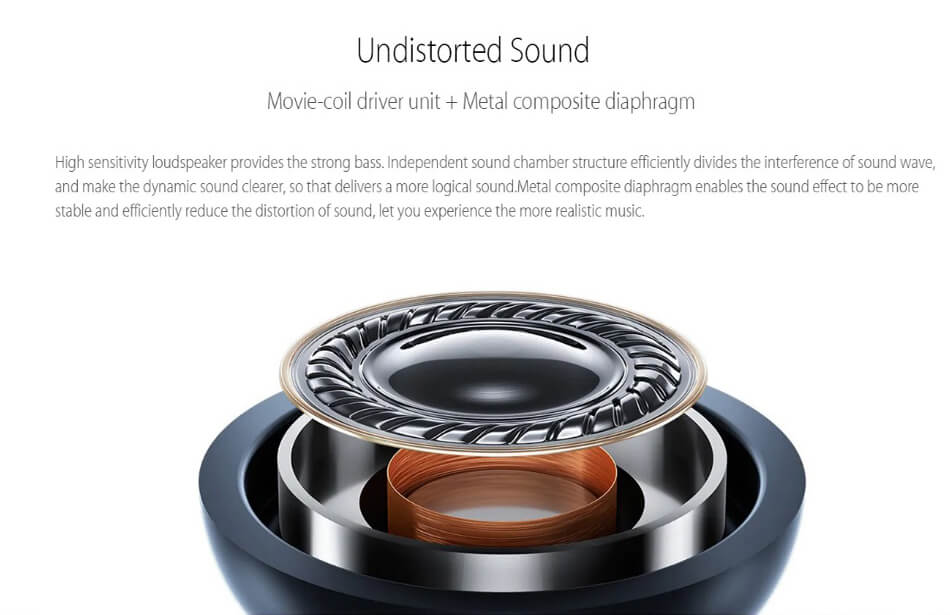 Undistorted Sound
Movie-coil driver unit + Metal composite diaphragm
High sensitivity loudspeaker provides the strong bass. Independent sound chamber structure efficiently divides the interference of sound wave,
and make the dynamic sound clearer, so that delivers a more logical sound.Metal composite diaphragm enables the sound effect to be more
stable and efficiently reduce the distortion of sound, let you experience the more realistic music.